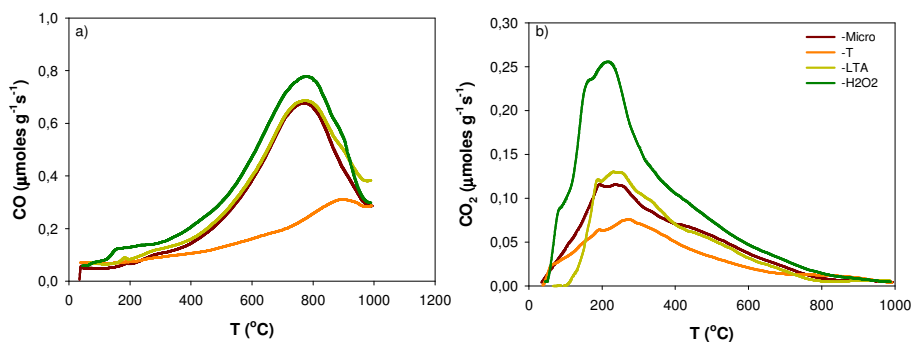 a)
1,0
0,8
0,6
0,4
0,2
0,0
CO (μmoles g⁻¹ s⁻¹)
0 200 400 600 800 1000 1200
T (°C)
b)
0,30
0,25
0,20
0,15
0,10
0,05
0,00
CO₂ (μmoles g⁻¹ s⁻¹)
0 200 400 600 800 1000
T (°C)
-Micro
-T
-LTA
-H2O2